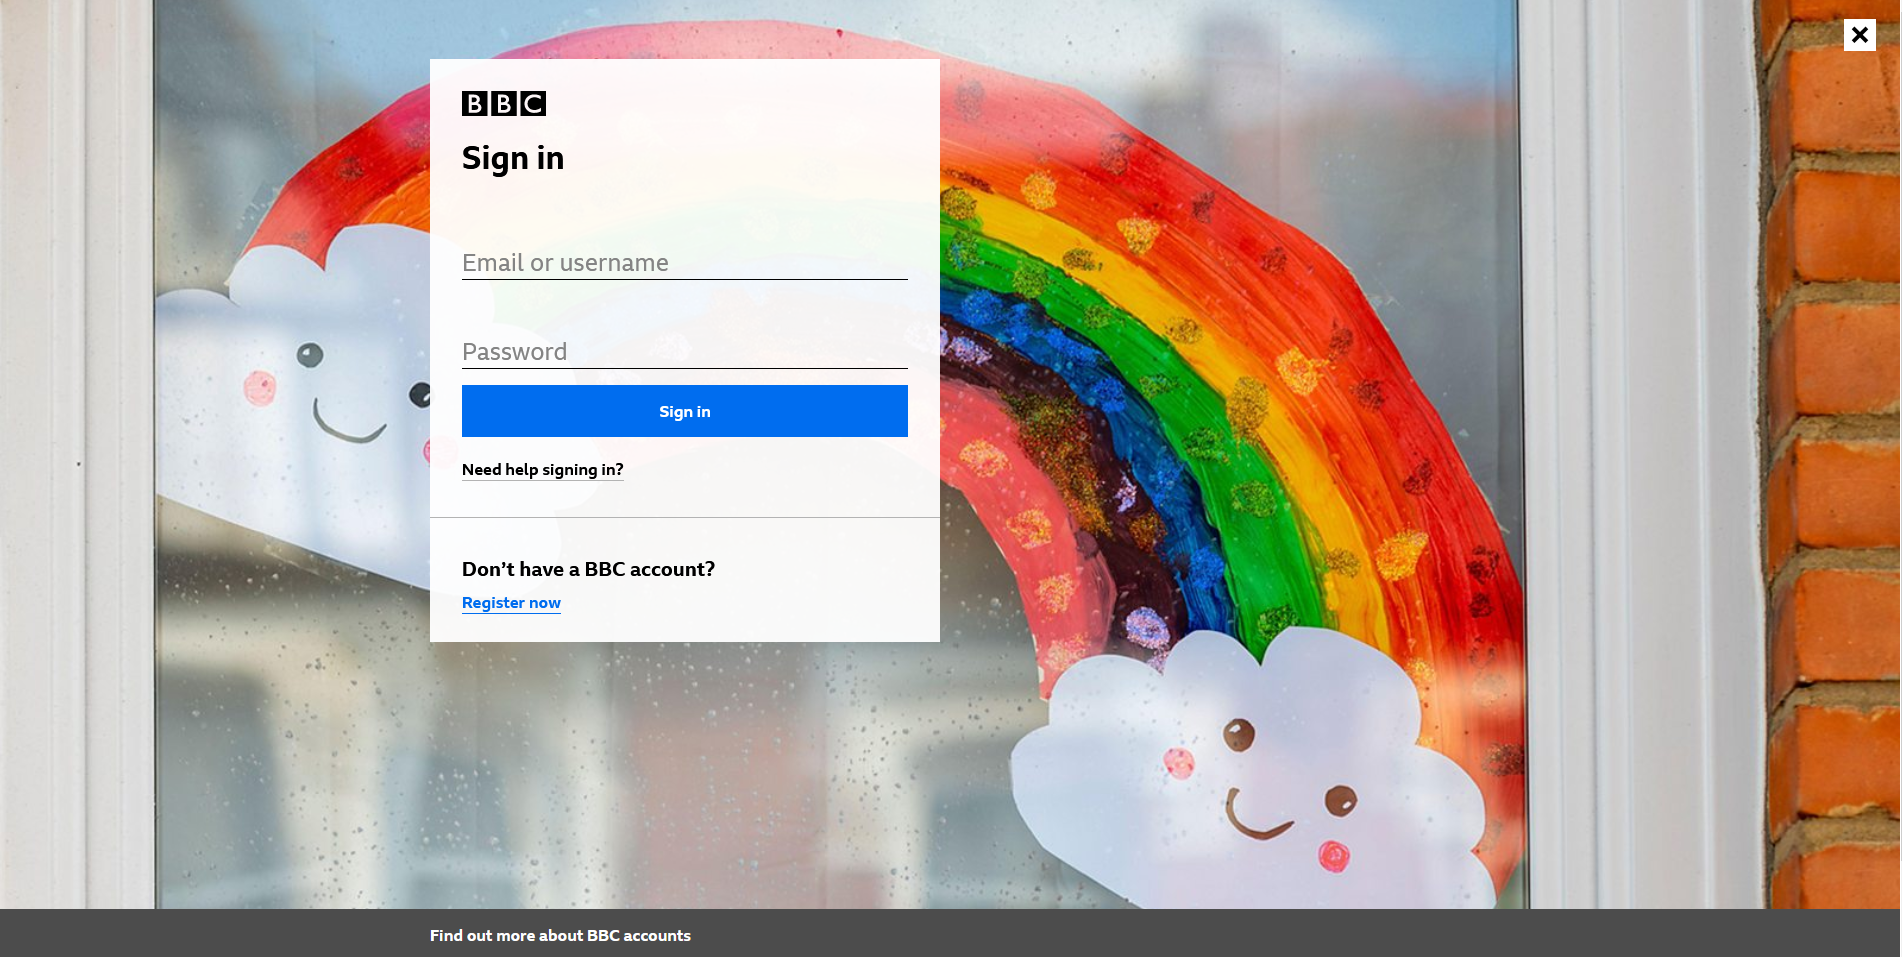 BBC
Sign in
Email or username
Password
Sign in
Need help signing in?
Don’t have a BBC account?
Register now
Find out more about BBC accounts